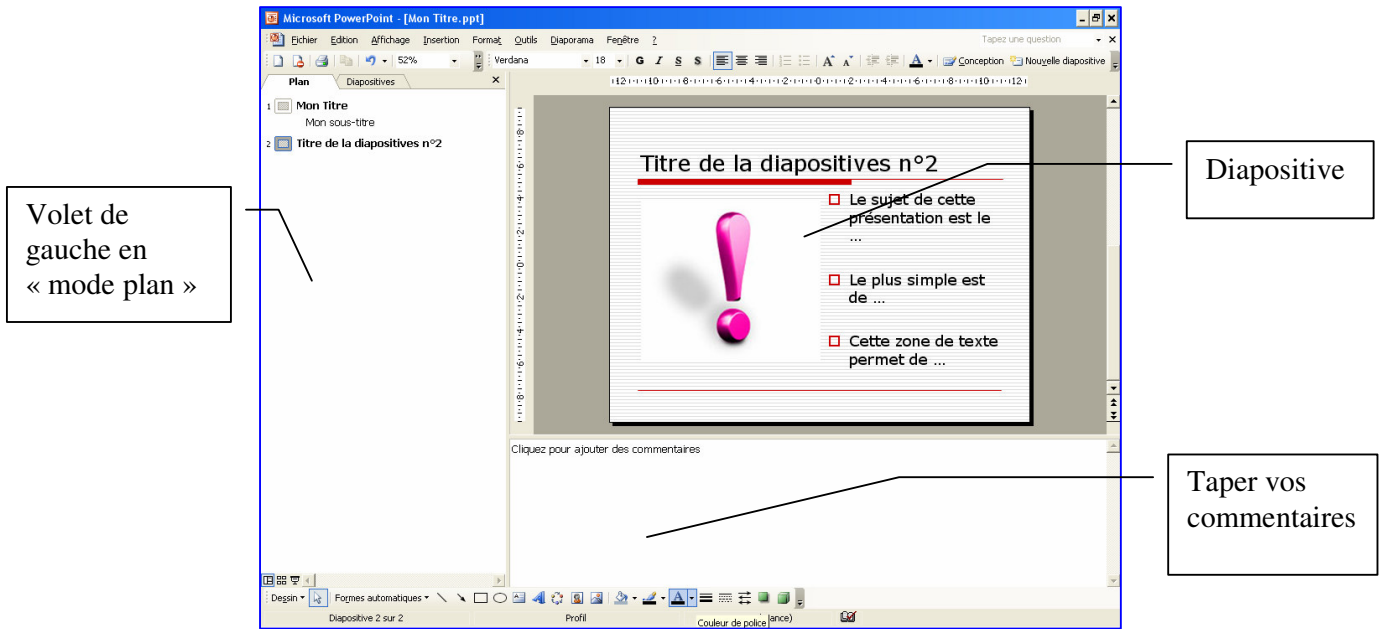 Microsoft PowerPoint - [Mon Titre.ppt]
Fichier Edition Affichage Insertion Format Outils Diaporama Fenêtre ? Tapez une question
52% Verdana 18 G I S S Conception Nouvelle diapositive
Plan Diapositives
1 Mon Titre
Mon sous-titre
2 Titre de la diapositives n°2
Volet de
gauche en
« mode plan »
Titre de la diapositives n°2
Le sujet de cette
présentation est le
...
Le plus simple est
de ...
Cette zone de texte
permet de ...
Diapositive
Cliquez pour ajouter des commentaires
Taper vos
commentaires
Dessin Formes automatiques
Diapositive 2 sur 2 Profil Couleur de police ance)